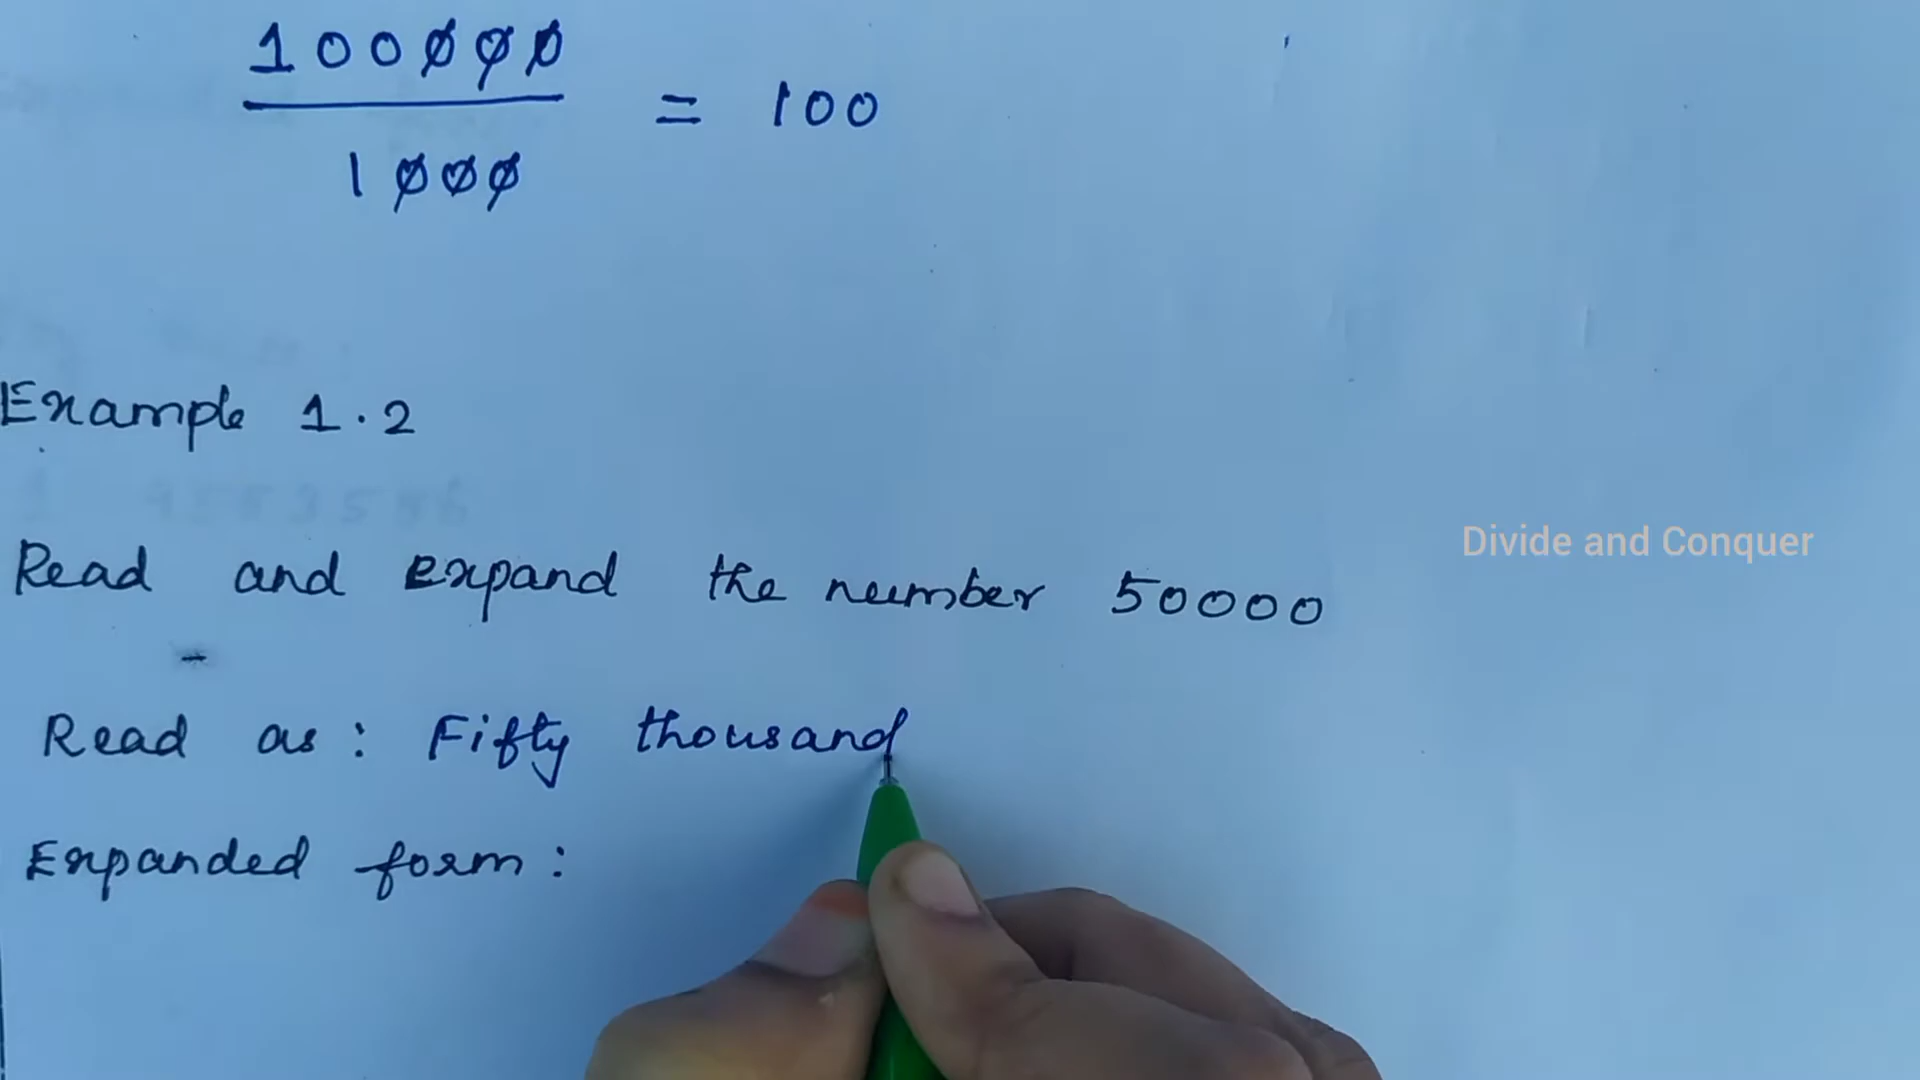 100000
1000
= 100
Example 1.2
Read and expand the number 50000
Divide and Conquer
Read as: Fifty thousand
Expanded form: